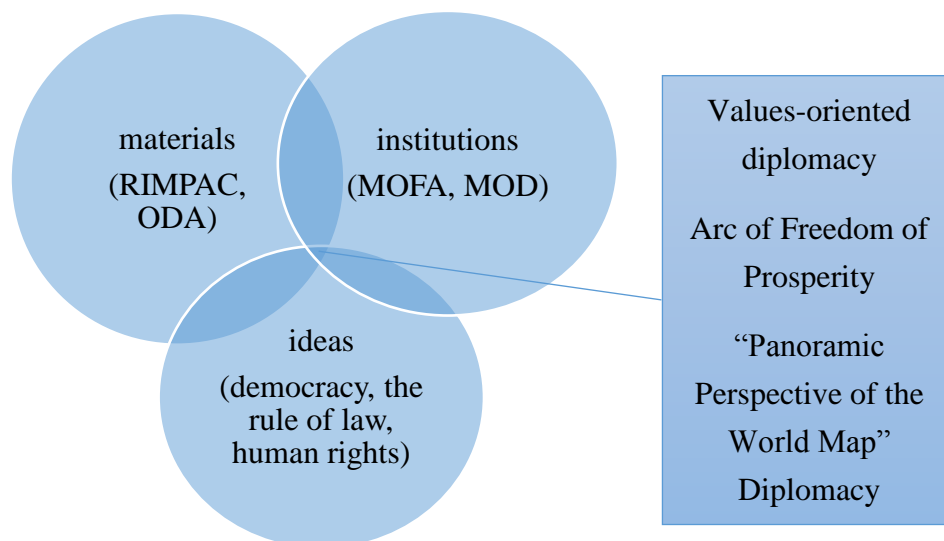 materials
(RIMPAC,
ODA)
institutions
(MOFA, MOD)
ideas
(democracy, the
rule of law,
human rights)
Values-oriented
diplomacy
Arc of Freedom of
Prosperity
“Panoramic
Perspective of the
World Map”
Diplomacy